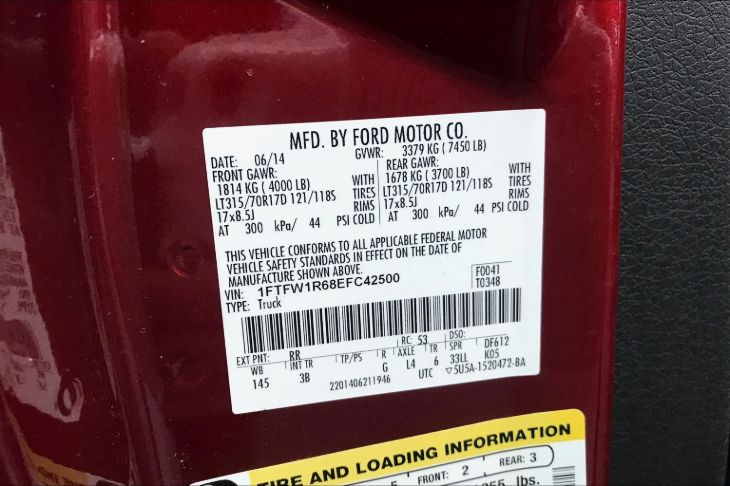 MFD. BY FORD MOTOR CO.
DATE: 06/14 GVWR: 3379 KG ( 7450 LB)
FRONT GAWR: REAR GAWR:
1814 KG ( 4000 LB) WITH 1678 KG ( 3700 LB) WITH
LT315/70R17D 121/118S TIRES LT315/70R17D 121/118S TIRES
17x8.5J RIMS 17x8.5J RIMS
AT 300 kPa/ 44 PSI COLD AT 300 kPa/ 44 PSI COLD
THIS VEHICLE CONFORMS TO ALL APPLICABLE FEDERAL MOTOR
VEHICLE SAFETY STANDARDS IN EFFECT ON THE DATE OF
MANUFACTURE SHOWN ABOVE.
VIN: 1FTFW1R68EFC42500 F0041
TYPE: Truck T0348
EXT PNT: RR RC: 53 DSO:
WB INT TR TP/PS R AXLE TR SPR DF612
145 3B G L4 6 33LL K05
2201406211946 UTC ▽5U5A-1520472-BA
TIRE AND LOADING INFORMATION
FRONT: 2 REAR: 3
lbs.